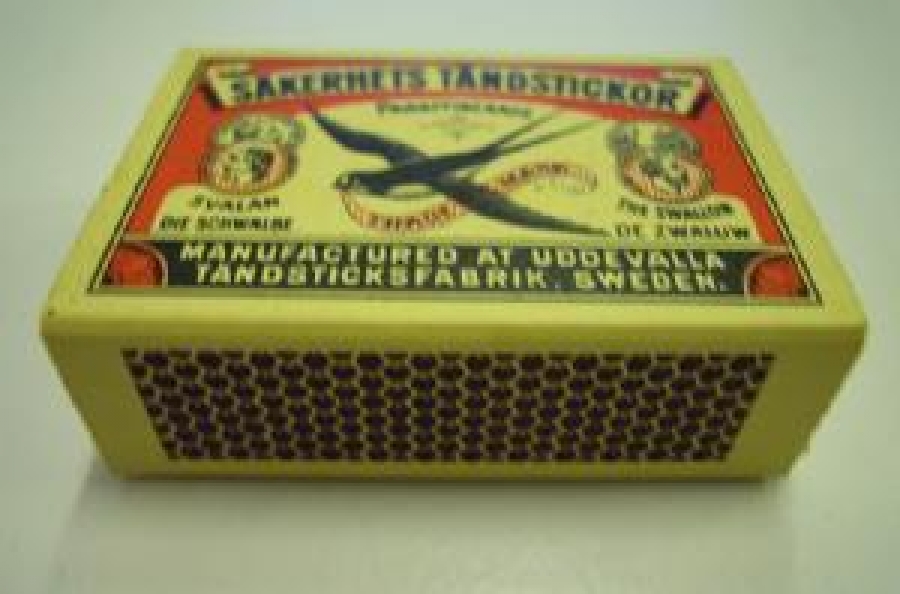 SÄKERHETS TÄNDSTICKOR
SVALAN
DIE SCHWALBE
THE SWALLOW
DE ZWALUW
MANUFACTURED AT UDDEVALLA
TÄNDSTICKSFABRIK. SWEDEN.